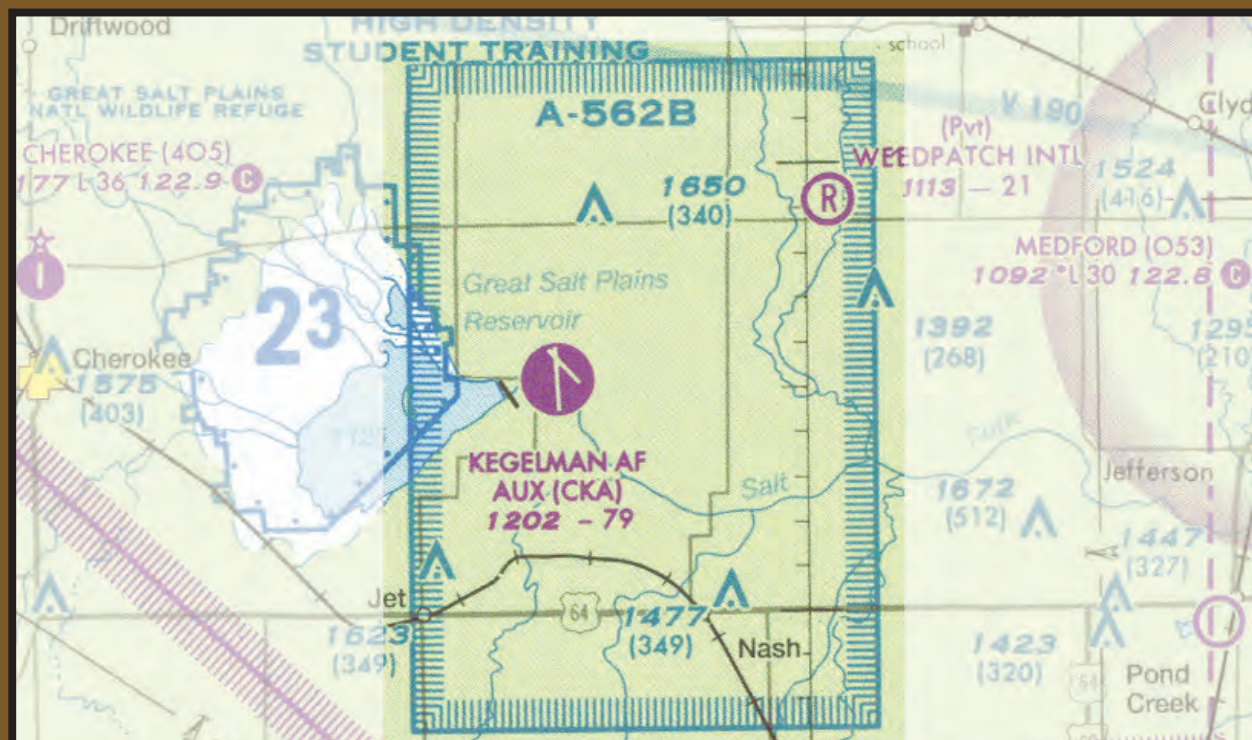 Driftwood
HIGH DENSITY
STUDENT TRAINING
school
GREAT SALT PLAINS
NATL WILDLIFE REFUGE
A-562B
V 190
Clyd
CHEROKEE (4O5)
177 L 36 122.9 C
(Pvt)
WEEDPATCH INTL
1113 – 21
1650
(340)
R
1524
(416)
MEDFORD (O53)
1092 *L 30 122.8 C
Great Salt Plains
Reservoir
23
1392
(268)
1295
(210)
Cherokee
1575
(403)
KEGELMAN AF
AUX (CKA)
1202 – 79
Salt
Jefferson
1672
(512)
1447
(327)
Jet
64
1623
(349)
1477
(349)
Nash
1423
(320)
64
Pond
Creek